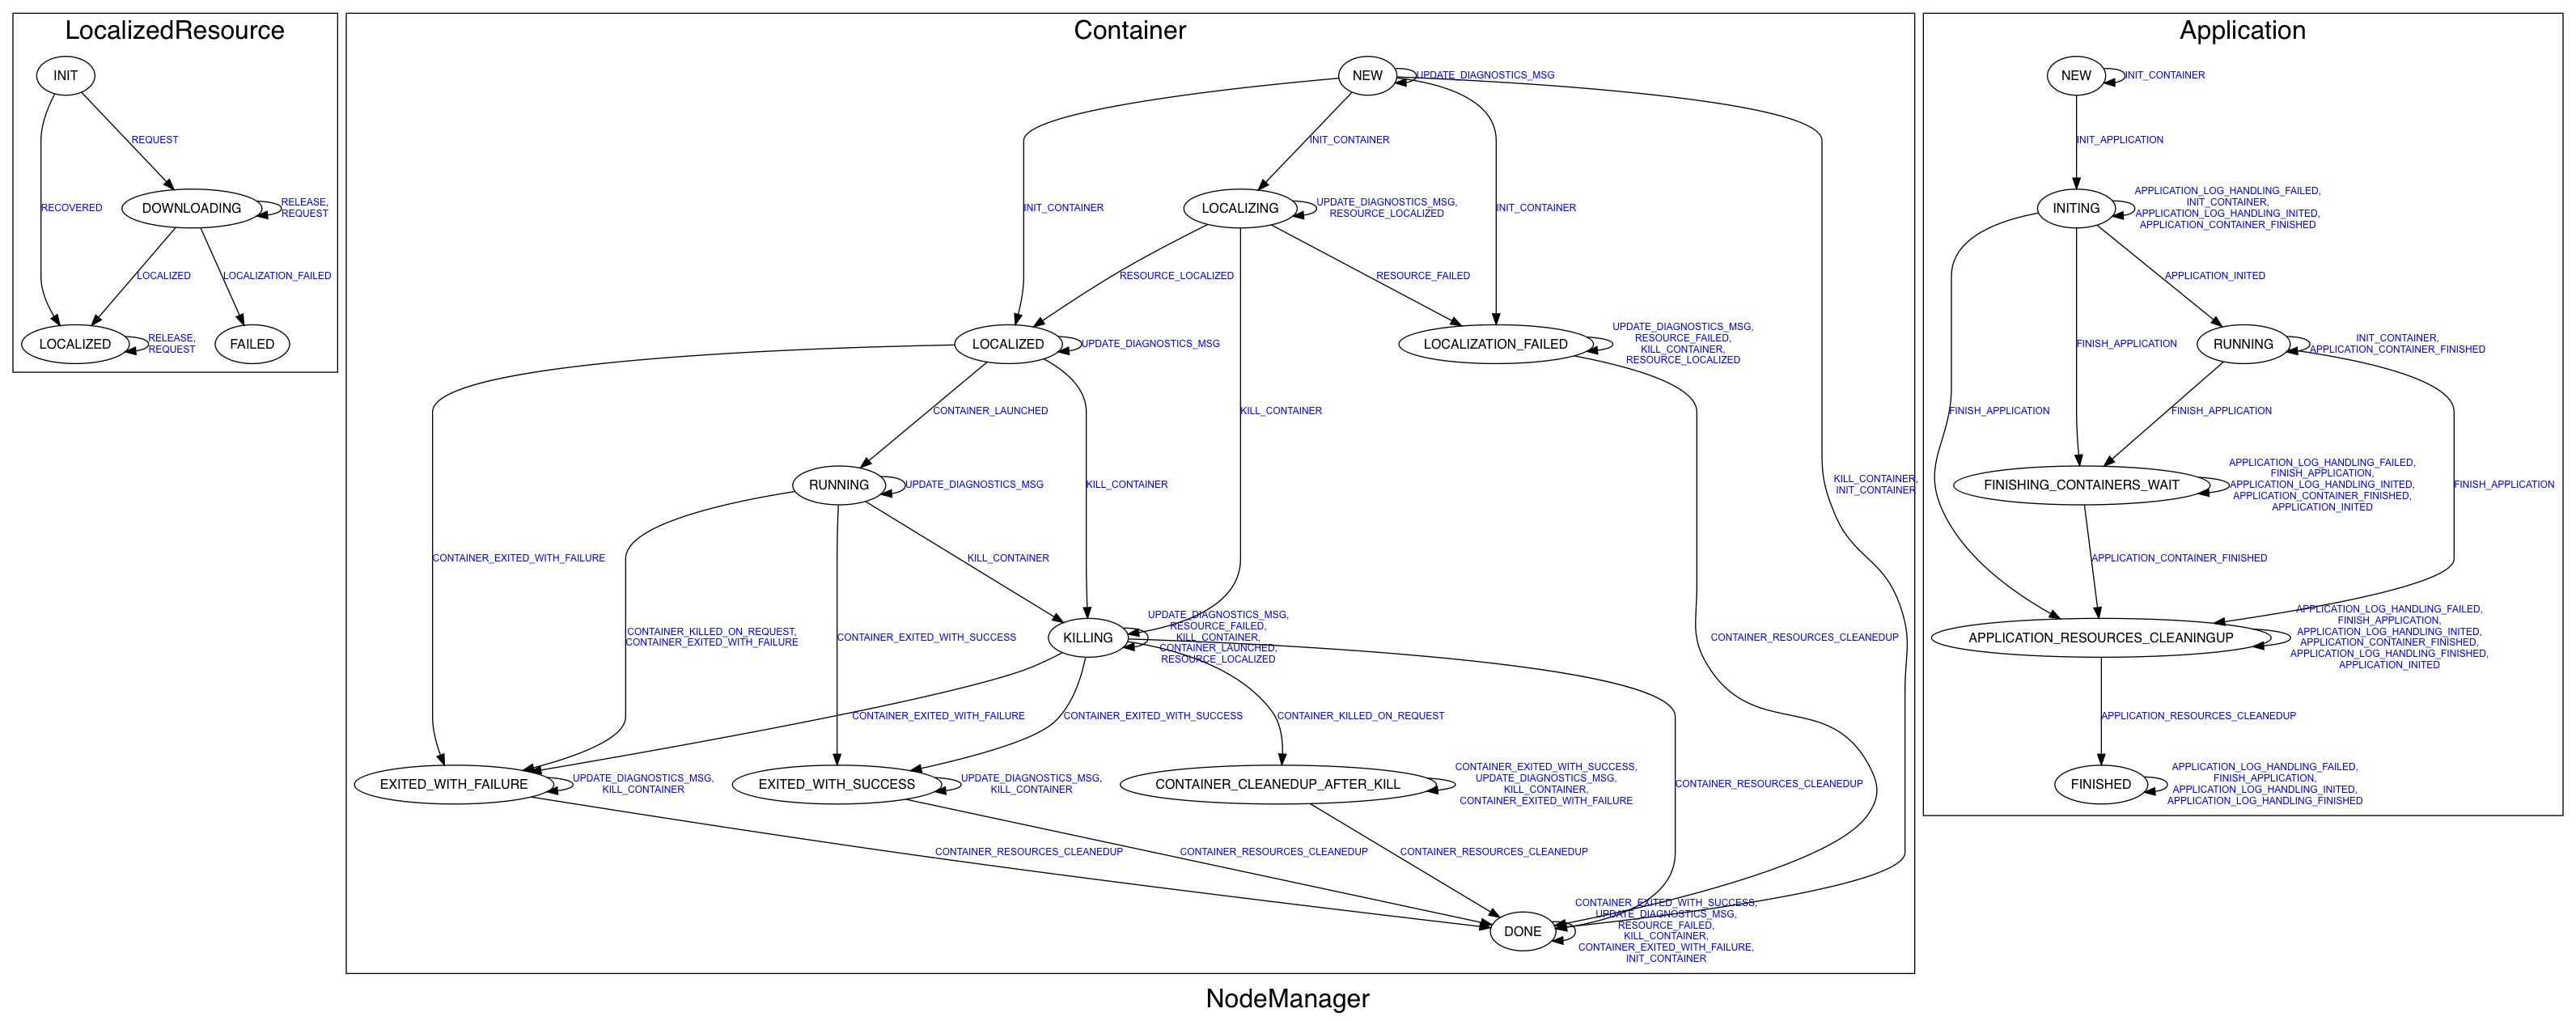 LocalizedResource
INIT
REQUEST
RECOVERED
DOWNLOADING
RELEASE,
REQUEST
LOCALIZED
LOCALIZATION_FAILED
LOCALIZED
RELEASE,
REQUEST
FAILED
Container
NEW
UPDATE_DIAGNOSTICS_MSG
INIT_CONTAINER
INIT_CONTAINER
LOCALIZING
UPDATE_DIAGNOSTICS_MSG,
RESOURCE_LOCALIZED
INIT_CONTAINER
RESOURCE_LOCALIZED
RESOURCE_FAILED
LOCALIZED
UPDATE_DIAGNOSTICS_MSG
LOCALIZATION_FAILED
UPDATE_DIAGNOSTICS_MSG,
RESOURCE_FAILED,
KILL_CONTAINER,
RESOURCE_LOCALIZED
CONTAINER_LAUNCHED
KILL_CONTAINER
RUNNING
UPDATE_DIAGNOSTICS_MSG
KILL_CONTAINER
KILL_CONTAINER,
INIT_CONTAINER
CONTAINER_EXITED_WITH_FAILURE
KILL_CONTAINER
CONTAINER_KILLED_ON_REQUEST,
CONTAINER_EXITED_WITH_FAILURE
CONTAINER_EXITED_WITH_SUCCESS
KILLING
UPDATE_DIAGNOSTICS_MSG,
RESOURCE_FAILED,
KILL_CONTAINER,
CONTAINER_LAUNCHED,
RESOURCE_LOCALIZED
CONTAINER_RESOURCES_CLEANEDUP
CONTAINER_EXITED_WITH_FAILURE
CONTAINER_EXITED_WITH_SUCCESS
CONTAINER_KILLED_ON_REQUEST
EXITED_WITH_FAILURE
UPDATE_DIAGNOSTICS_MSG,
KILL_CONTAINER
EXITED_WITH_SUCCESS
UPDATE_DIAGNOSTICS_MSG,
KILL_CONTAINER
CONTAINER_CLEANEDUP_AFTER_KILL
CONTAINER_EXITED_WITH_SUCCESS,
UPDATE_DIAGNOSTICS_MSG,
KILL_CONTAINER,
CONTAINER_EXITED_WITH_FAILURE
CONTAINER_RESOURCES_CLEANEDUP
CONTAINER_RESOURCES_CLEANEDUP
CONTAINER_RESOURCES_CLEANEDUP
CONTAINER_RESOURCES_CLEANEDUP
DONE
CONTAINER_EXITED_WITH_SUCCESS,
UPDATE_DIAGNOSTICS_MSG,
RESOURCE_FAILED,
KILL_CONTAINER,
CONTAINER_EXITED_WITH_FAILURE,
INIT_CONTAINER
Application
NEW
INIT_CONTAINER
INIT_APPLICATION
INITING
APPLICATION_LOG_HANDLING_FAILED,
INIT_CONTAINER,
APPLICATION_LOG_HANDLING_INITED,
APPLICATION_CONTAINER_FINISHED
APPLICATION_INITED
FINISH_APPLICATION
RUNNING
INIT_CONTAINER,
APPLICATION_CONTAINER_FINISHED
FINISH_APPLICATION
FINISH_APPLICATION
FINISHING_CONTAINERS_WAIT
APPLICATION_LOG_HANDLING_FAILED,
FINISH_APPLICATION,
APPLICATION_LOG_HANDLING_INITED,
APPLICATION_CONTAINER_FINISHED,
APPLICATION_INITED
FINISH_APPLICATION
APPLICATION_CONTAINER_FINISHED
APPLICATION_RESOURCES_CLEANINGUP
APPLICATION_LOG_HANDLING_FAILED,
FINISH_APPLICATION,
APPLICATION_LOG_HANDLING_INITED,
APPLICATION_CONTAINER_FINISHED,
APPLICATION_LOG_HANDLING_FINISHED,
APPLICATION_INITED
APPLICATION_RESOURCES_CLEANEDUP
FINISHED
APPLICATION_LOG_HANDLING_FAILED,
FINISH_APPLICATION,
APPLICATION_LOG_HANDLING_INITED,
APPLICATION_LOG_HANDLING_FINISHED
NodeManager